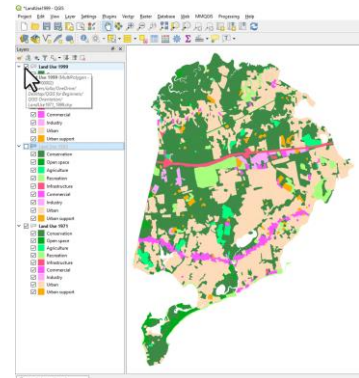 *LandUse1999 — QGIS
Project Edit View Layer Settings Plugins Vector Raster Database Web MMQGIS Processing Help
Layers
Land Use 1999
Commercial
Industry
Urban
Urban support
Conservation
Open space
Agriculture
Recreation
Infrastructure
Commercial
Industry
Urban
Urban support
Land Use 1971
Conservation
Open space
Agriculture
Recreation
Infrastructure
Commercial
Industry
Urban
Urban support